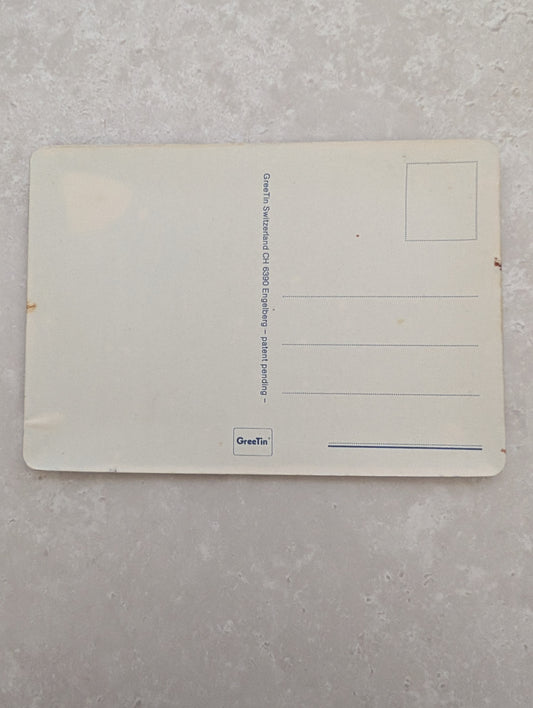 GreeTin Switzerland CH 6390 Engelberg – patent pending –
GreeTin